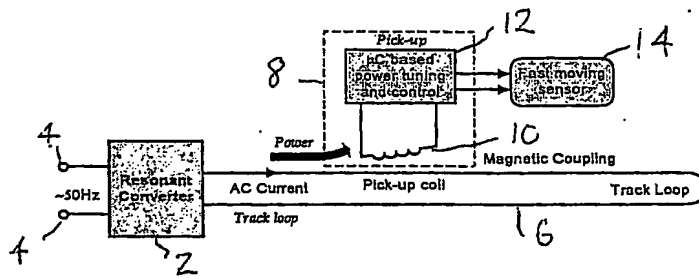 12
14
Pick-up
8
µC based
power tuning
and control
Fast moving
sensor
10
Power
4
Magnetic Coupling
Resonant
Converter
~50Hz
AC Current
Pick-up coil
Track Loop
Track loop
4
2
6